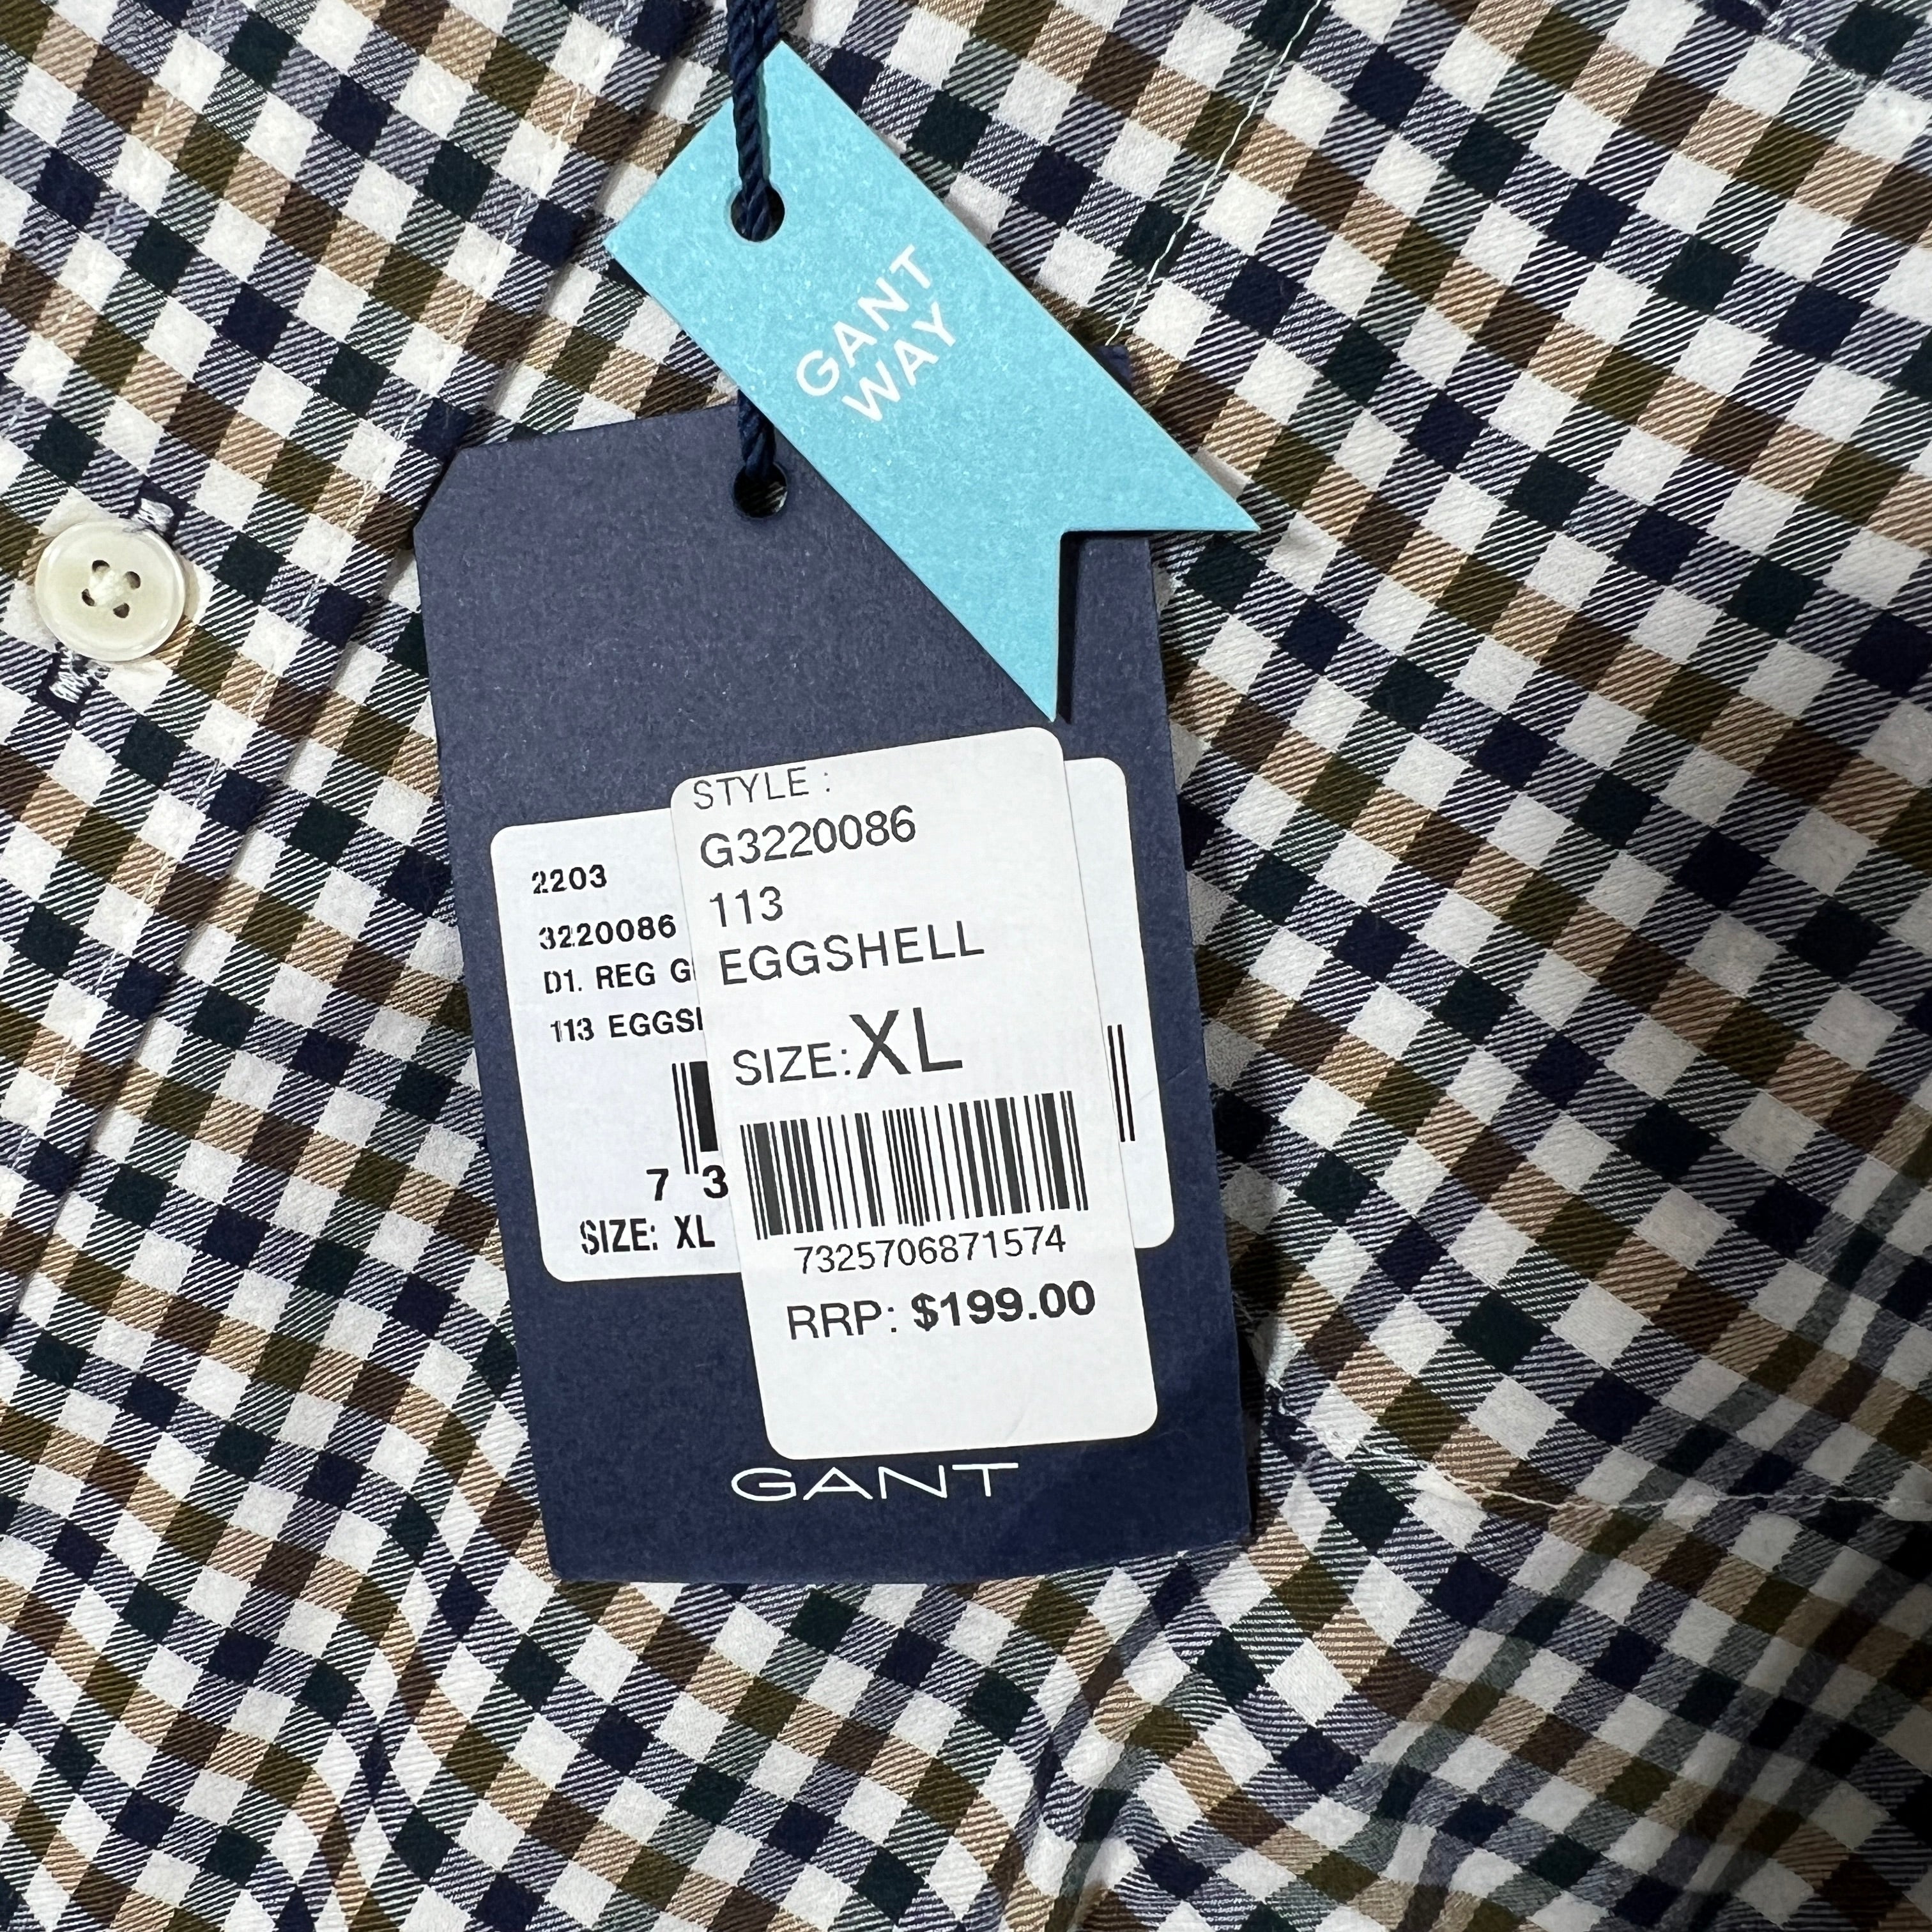 GANT
WAY
2203
3220086
D1. REG
113
SIZE: XL
7 3
STYLE :
G3220086
113
EGGSHELL
SIZE: XL
7325706871574
RRP: $199.00
GANT